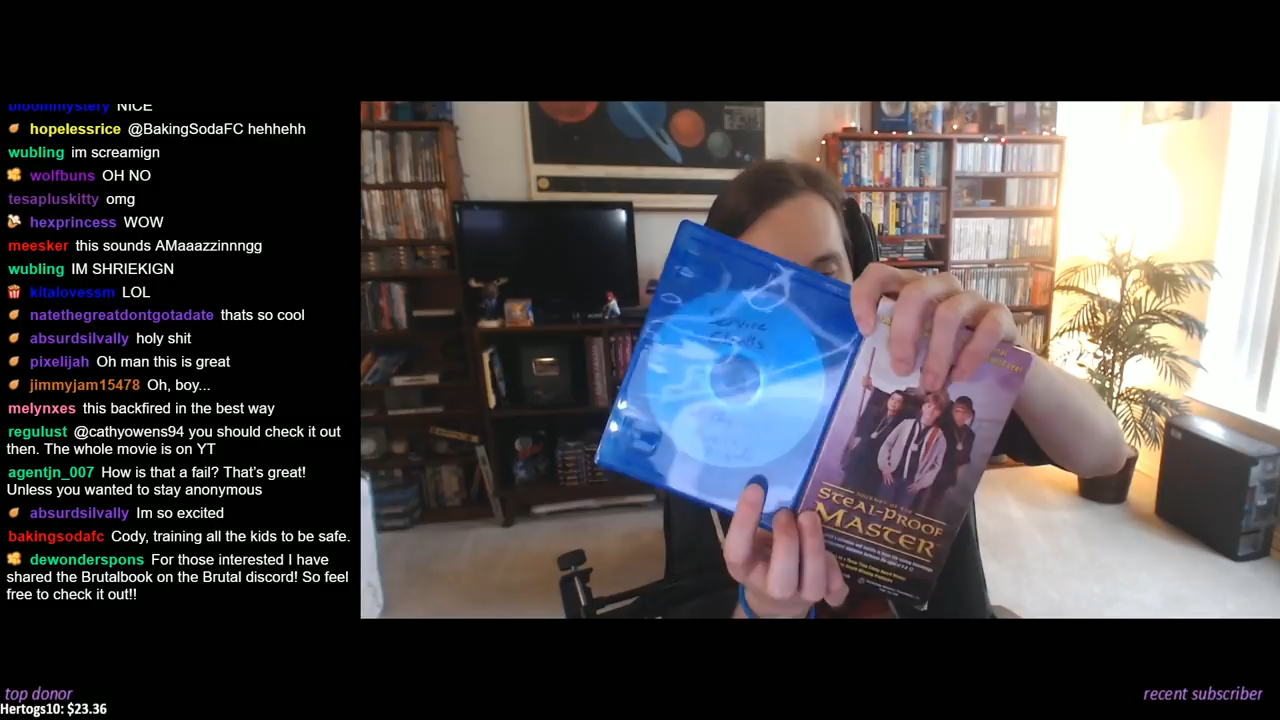 bloommystery NICE
hopelessrice @BakingSodaFC hehhehh
wubling im screamign
wolfbuns OH NO
tesapluskitty omg
hexprincess WOW
meesker this sounds AMaaazzinnngg
wubling IM SHRIEKIGN
kitalovessm LOL
natethegreatdontgotadate thats so cool
absurdsilvally holy shit
pixelijah Oh man this is great
jimmyjam15478 Oh, boy...
melynxes this backfired in the best way
regulust @cathyowens94 you should check it out
then. The whole movie is on YT
agentjn_007 How is that a fail? That's great!
Unless you wanted to stay anonymous
absurdsilvally Im so excited
bakingsodafc Cody, training all the kids to be safe.
dewonderspons For those interested I have
shared the Brutalbook on the Brutal discord! So feel
free to check it out!!
Service
STEAL-PROOF
MASTER
top donor
Hertogs10: $23.36
recent subscriber